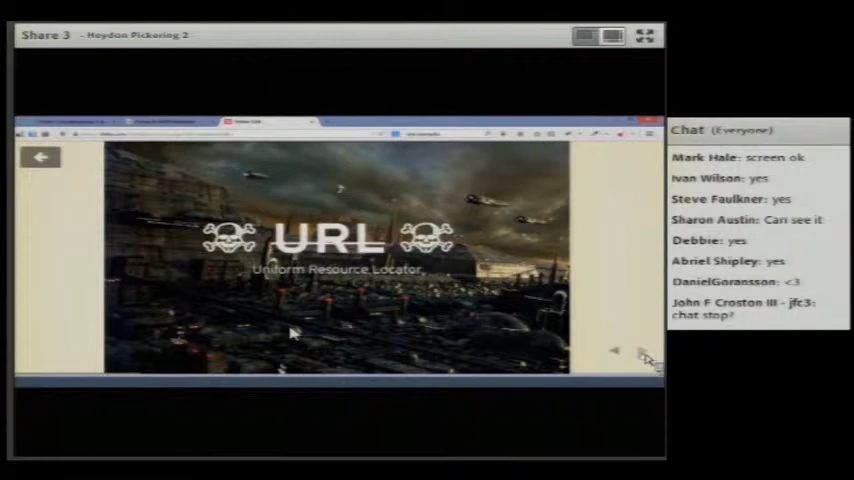 Share 3 - Heydon Pickering 2
URL
Uniform Resource Locator
Chat (Everyone)
Mark Hale: screen ok
Ivan Wilson: yes
Steve Faulkner: yes
Sharon Austin: Can see it
Debbie: yes
Abriel Shipley: yes
DanielGoransson: <3
John F Croston III - jfc3:
chat stop?